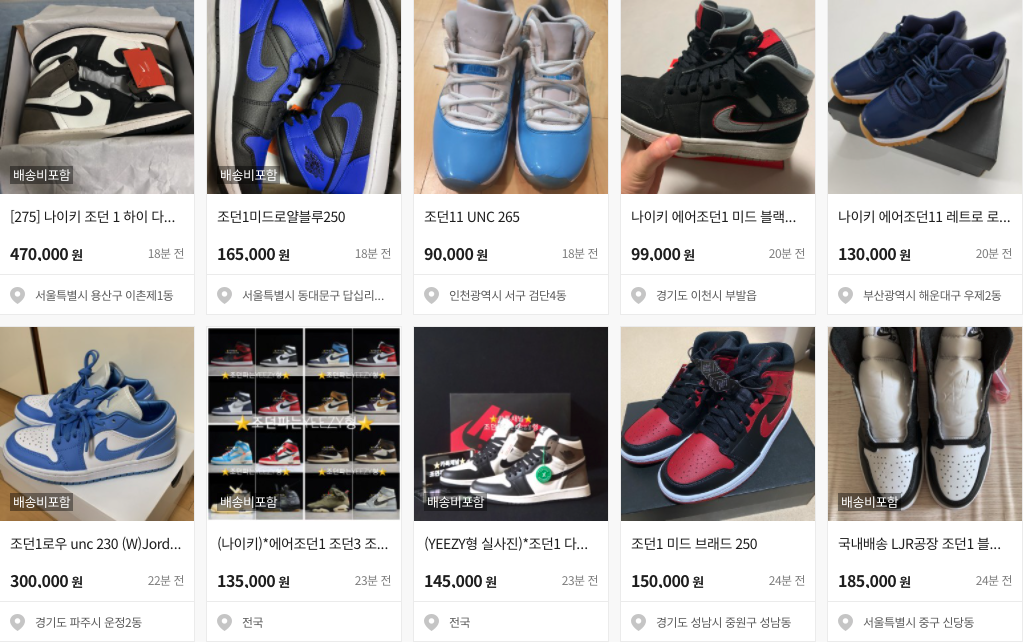 배송비포함
배송비포함
[275] 나이키 조던 1 하이 다...
조던1미드로얄블루250
조던11 UNC 265
나이키 에어조던1 미드 블랙...
나이키 에어조던11 레트로 로...
470,000 원
18분 전
165,000 원
18분 전
90,000 원
18분 전
99,000 원
20분 전
130,000 원
20분 전
서울특별시 용산구 이촌제1동
서울특별시 동대문구 답십리...
인천광역시 서구 검단4동
경기도 이천시 부발읍
부산광역시 해운대구 우제2동
배송비포함
배송비포함
배송비포함
배송비포함
조던1로우 unc 230 (W)Jord...
(나이키)*에어조던1 조던3 조...
(YEEZY형 실사진)*조던1 다...
조던1 미드 브래드 250
국내배송 LJR공장 조던1 블...
300,000 원
22분 전
135,000 원
23분 전
145,000 원
23분 전
150,000 원
24분 전
185,000 원
24분 전
경기도 파주시 운정2동
전국
전국
경기도 성남시 중원구 성남동
서울특별시 중구 신당동